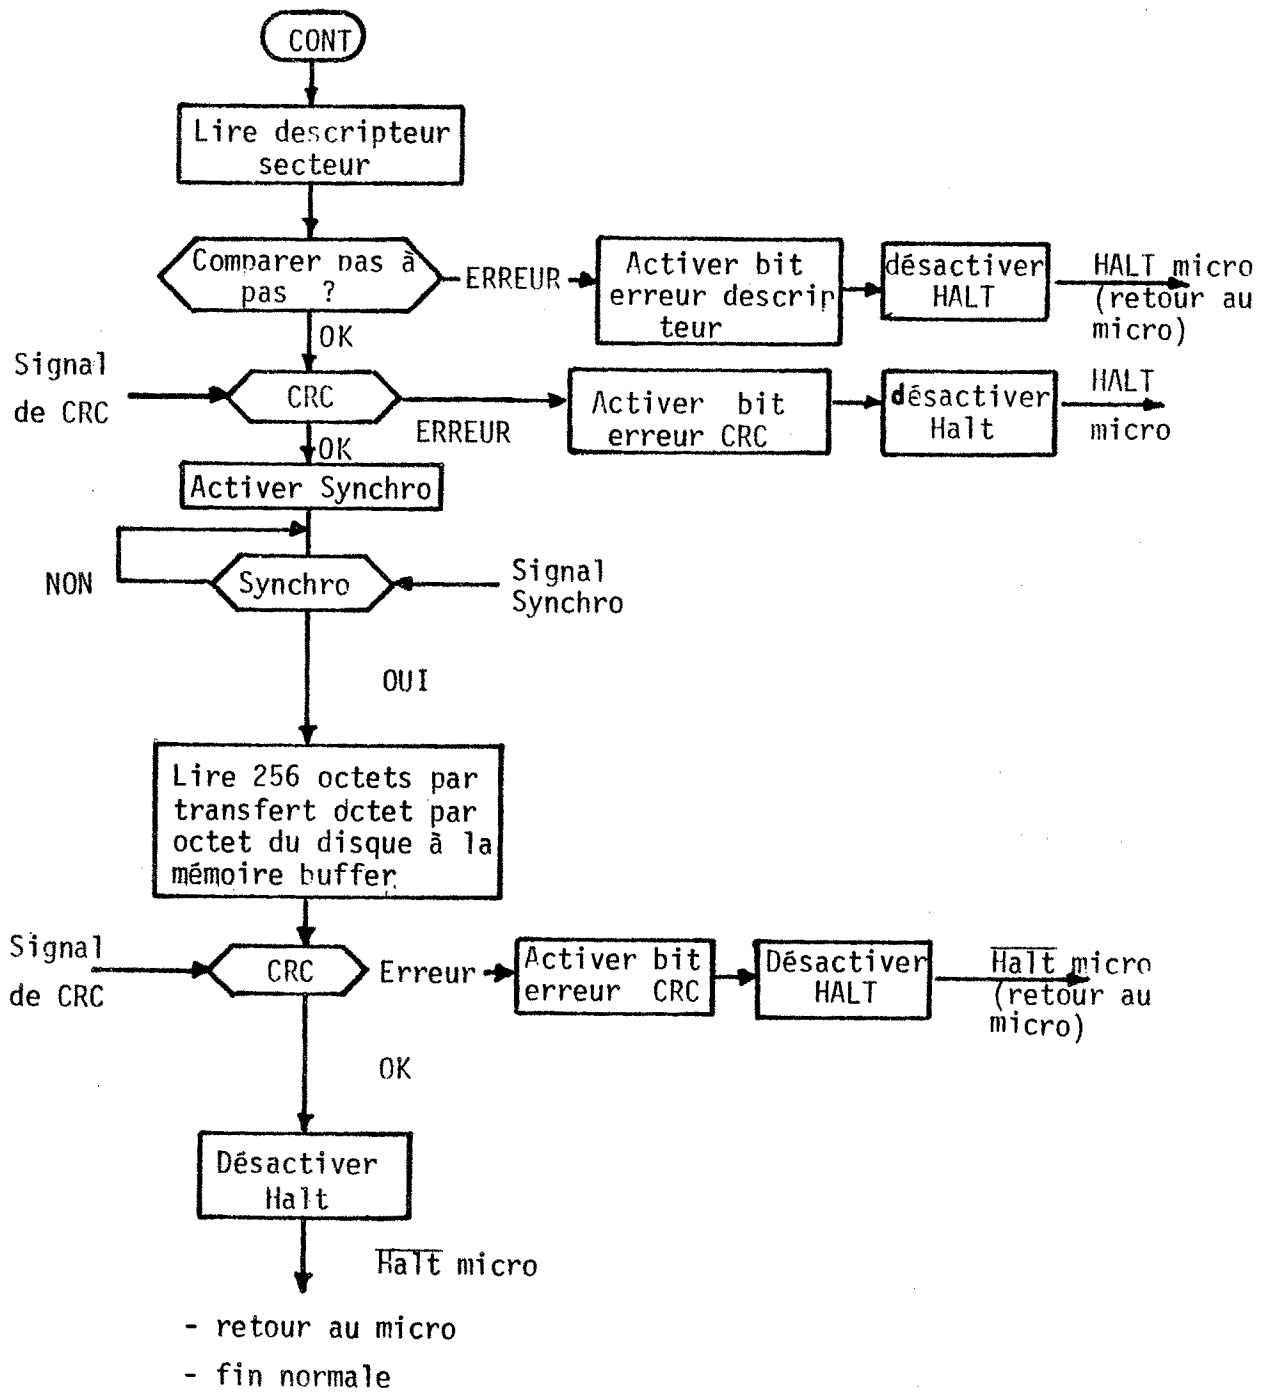 CONT
Lire descripteur
secteur
Comparer pas à
pas ?
ERREUR
Activer bit
erreur descrip
teur
désactiver
HALT
HALT micro
(retour au
micro)
OK
Signal
de CRC
CRC
ERREUR
Activer bit
erreur CRC
désactiver
Halt
HALT
micro
OK
Activer Synchro
NON
Synchro
Signal
Synchro
OUI
Lire 256 octets par
transfert octet par
octet du disque à la
mémoire buffer
Signal
de CRC
CRC
Erreur
Activer bit
erreur CRC
Désactiver
HALT
Halt micro
(retour au
micro)
OK
Désactiver
Halt
Halt micro
- retour au micro
- fin normale